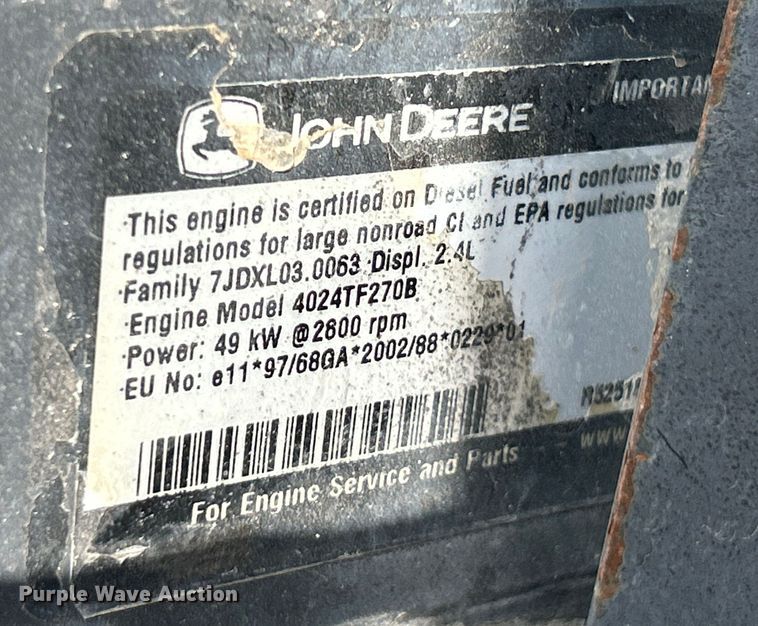 IMPORTA
JOHN DEERE
·This engine is certified on Diesel Fuel and conforms to
regulations for large nonroad CI and EPA regulations for
·Family 7JDXL03.0063 Displ. 2.4L
·Engine Model 4024TF270B
·Power: 49 kW @2800 rpm
·EU No: e11*97/68GA*2002/88*0229*01
For Engine Service and Parts
www
Purple Wave Auction